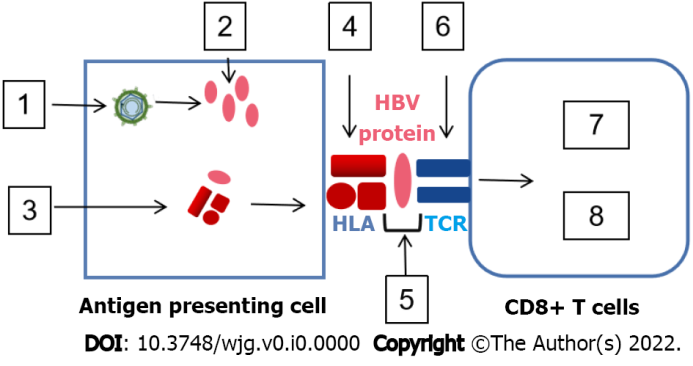 2
4
6
1
HBV
protein
7
3
8
HLA
TCR
5
Antigen presenting cell
CD8+ T cells
DOI: 10.3748/wjg.v0.i0.0000 Copyright ©The Author(s) 2022.